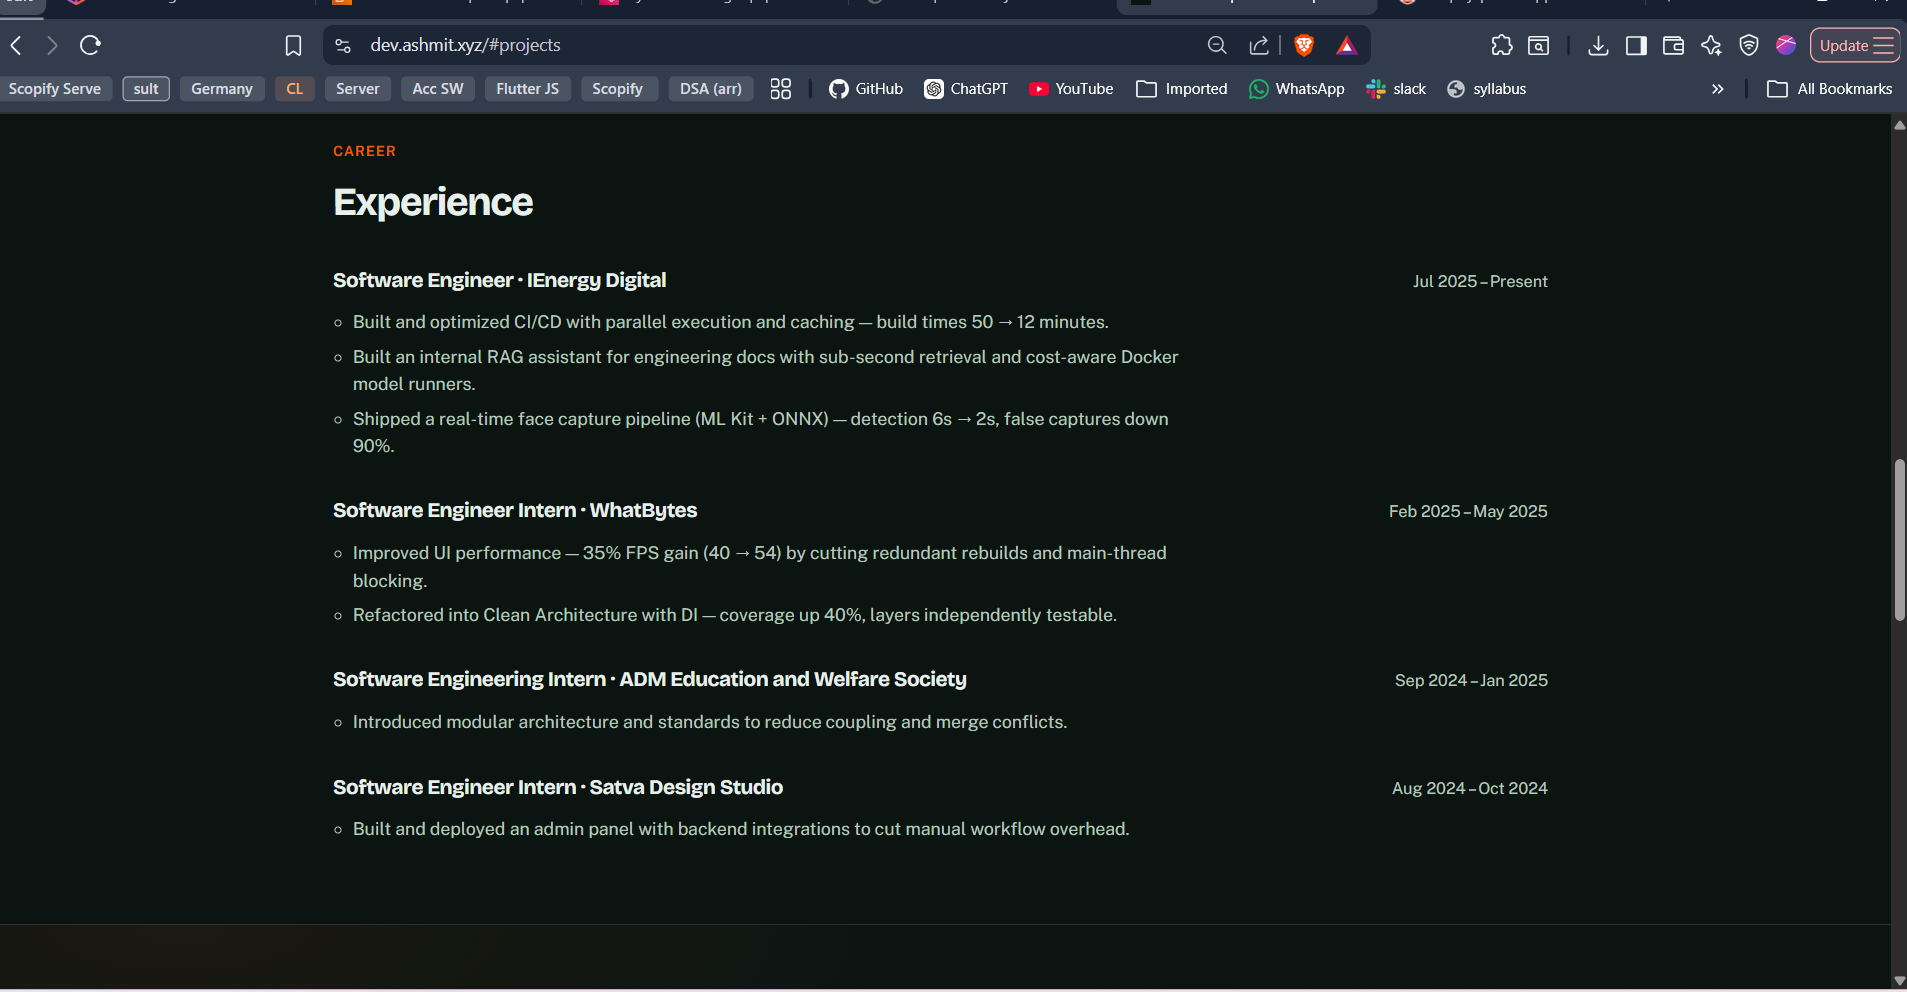 dev.ashmit.xyz/#projects
Update
Scopify Serve
sult
Germany
CL
Server
Acc SW
Flutter JS
Scopify
DSA (arr)
GitHub
ChatGPT
YouTube
Imported
WhatsApp
slack
syllabus
All Bookmarks
CAREER
Experience
Software Engineer · IEnergy Digital
Jul 2025 – Present
Built and optimized CI/CD with parallel execution and caching — build times 50 → 12 minutes.
Built an internal RAG assistant for engineering docs with sub-second retrieval and cost-aware Docker
model runners.
Shipped a real-time face capture pipeline (ML Kit + ONNX) — detection 6s → 2s, false captures down
90%.
Software Engineer Intern · WhatBytes
Feb 2025 – May 2025
Improved UI performance — 35% FPS gain (40 → 54) by cutting redundant rebuilds and main-thread
blocking.
Refactored into Clean Architecture with DI — coverage up 40%, layers independently testable.
Software Engineering Intern · ADM Education and Welfare Society
Sep 2024 – Jan 2025
Introduced modular architecture and standards to reduce coupling and merge conflicts.
Software Engineer Intern · Satva Design Studio
Aug 2024 – Oct 2024
Built and deployed an admin panel with backend integrations to cut manual workflow overhead.